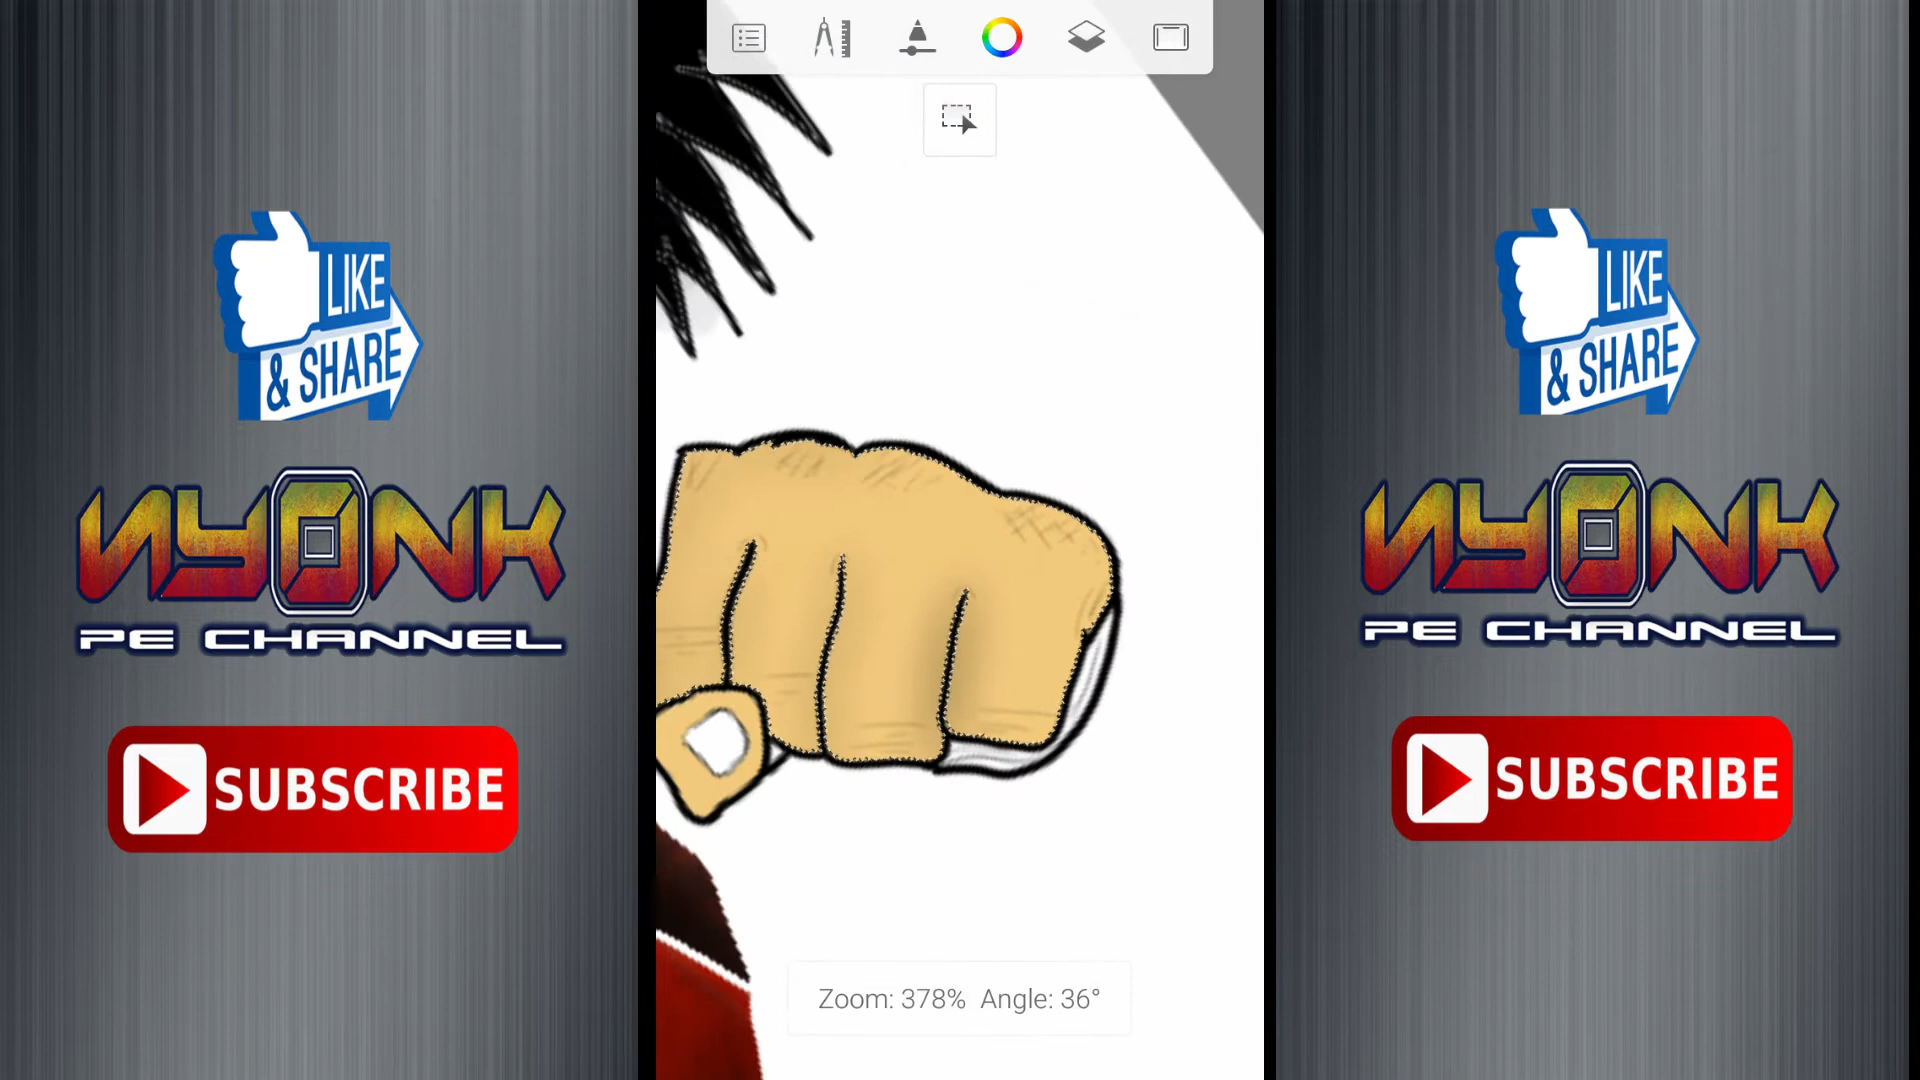 LIKE
& SHARE
NYONK
PE CHANNEL
SUBSCRIBE
Zoom: 378% Angle: 36°
LIKE
& SHARE
NYONK
PE CHANNEL
SUBSCRIBE